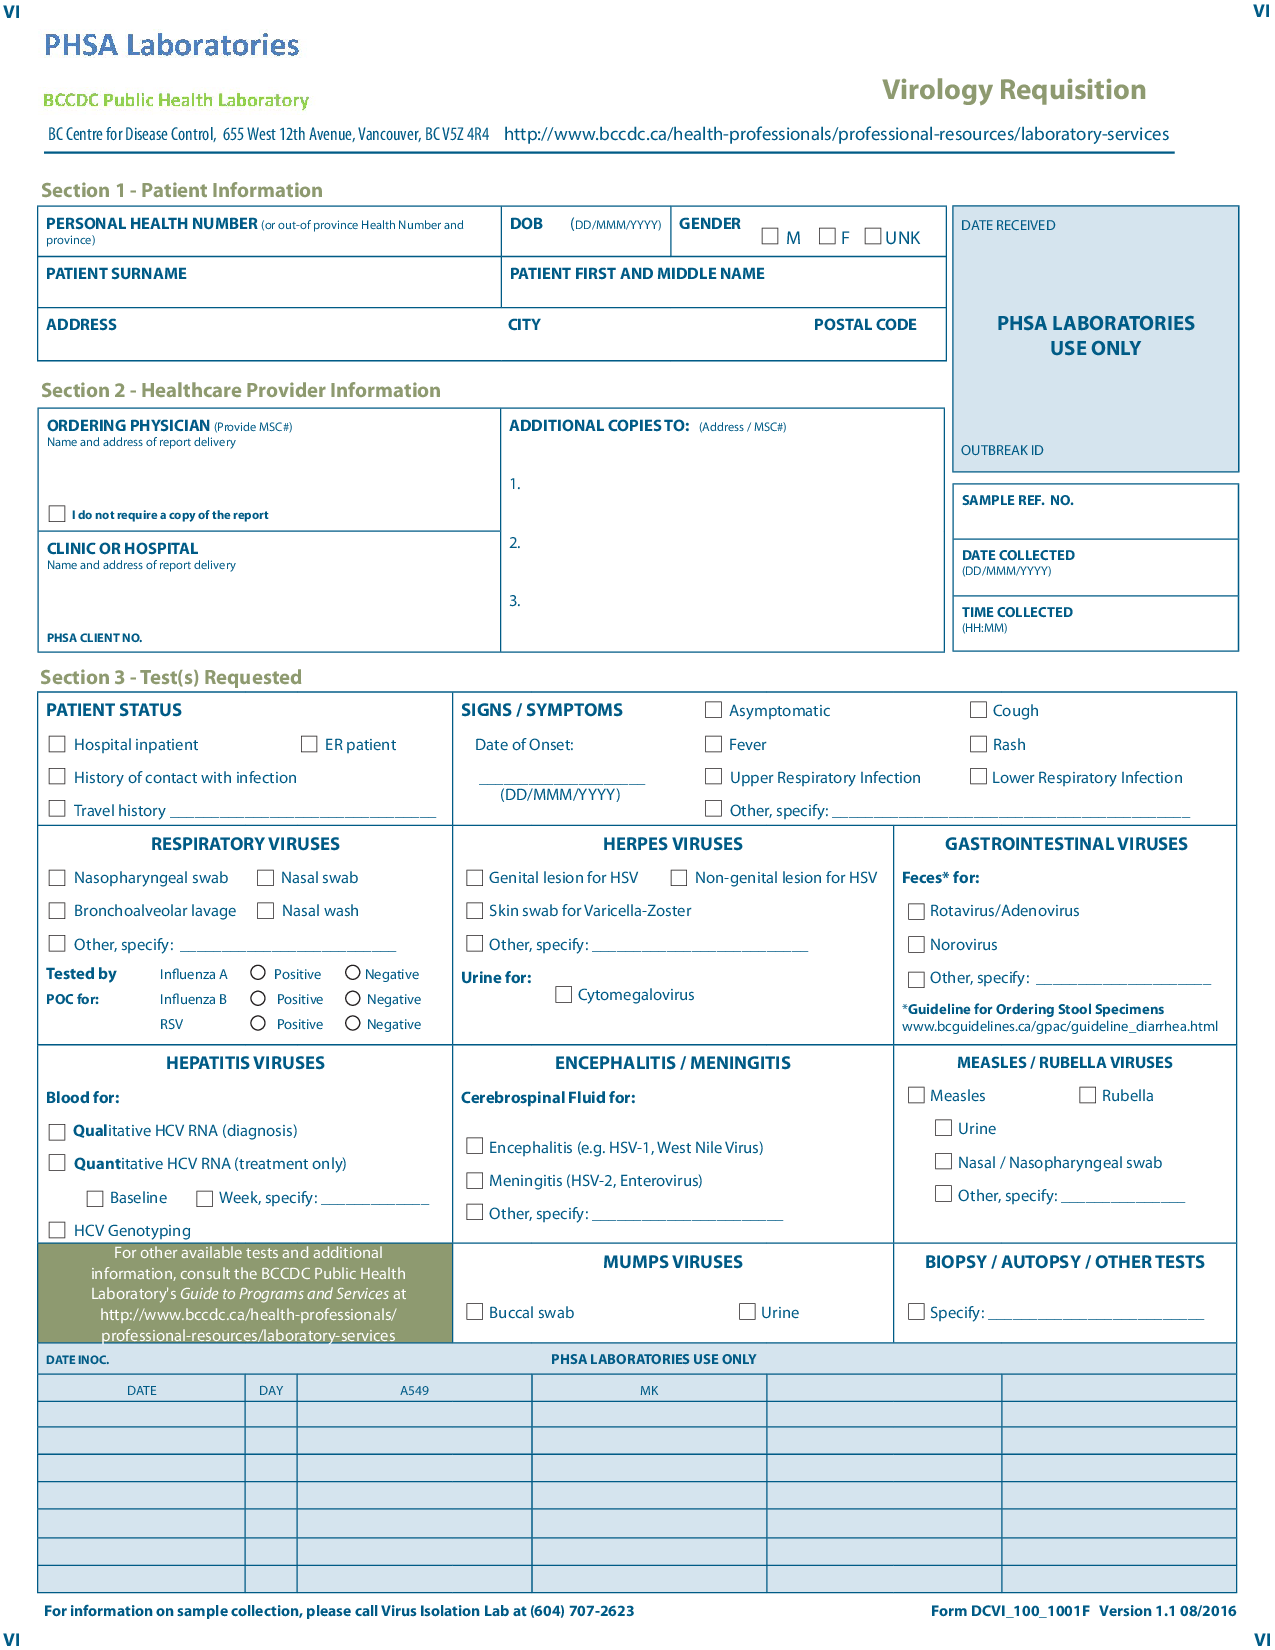 VI
VI
PHSA Laboratories
BCCDC Public Health Laboratory
Virology Requisition
BC Centre for Disease Control, 655 West 12th Avenue, Vancouver, BC V5Z 4R4 http://www.bccdc.ca/health-professionals/professional-resources/laboratory-services
Section 1 - Patient Information
PERSONAL HEALTH NUMBER (or out-of province Health Number and
province)
DOB (DD/MMM/YYYY)
GENDER
M F UNK
PATIENT SURNAME
PATIENT FIRST AND MIDDLE NAME
ADDRESS
CITY
POSTAL CODE
DATE RECEIVED
PHSA LABORATORIES
USE ONLY
OUTBREAK ID
Section 2 - Healthcare Provider Information
ORDERING PHYSICIAN (Provide MSC#)
Name and address of report delivery
I do not require a copy of the report
CLINIC OR HOSPITAL
Name and address of report delivery
PHSA CLIENT NO.
ADDITIONAL COPIES TO: (Address / MSC#)
1.
2.
3.
SAMPLE REF. NO.
DATE COLLECTED
(DD/MMM/YYYY)
TIME COLLECTED
(HH:MM)
Section 3 - Test(s) Requested
PATIENT STATUS
Hospital inpatient ER patient
History of contact with infection
Travel history ______________________________
SIGNS / SYMPTOMS
Date of Onset:
____________________
(DD/MMM/YYYY)
Asymptomatic Cough
Fever Rash
Upper Respiratory Infection Lower Respiratory Infection
Other, specify: ________________________________________
RESPIRATORY VIRUSES
Nasopharyngeal swab Nasal swab
Bronchoalveolar lavage Nasal wash
Other, specify: __________________________
Tested by Influenza A Positive Negative
POC for: Influenza B Positive Negative
RSV Positive Negative
HERPES VIRUSES
Genital lesion for HSV Non-genital lesion for HSV
Skin swab for Varicella-Zoster
Other, specify: __________________________
Urine for:
Cytomegalovirus
GASTROINTESTINAL VIRUSES
Feces* for:
Rotavirus/Adenovirus
Norovirus
Other, specify: _____________________
*Guideline for Ordering Stool Specimens
www.bcguidelines.ca/gpac/guideline_diarrhea.html
HEPATITIS VIRUSES
Blood for:
Qualitative HCV RNA (diagnosis)
Quantitative HCV RNA (treatment only)
Baseline Week, specify: _____________
HCV Genotyping
ENCEPHALITIS / MENINGITIS
Cerebrospinal Fluid for:
Encephalitis (e.g. HSV-1, West Nile Virus)
Meningitis (HSV-2, Enterovirus)
Other, specify: _______________________
MEASLES / RUBELLA VIRUSES
Measles Rubella
Urine
Nasal / Nasopharyngeal swab
Other, specify: _______________
For other available tests and additional
information, consult the BCCDC Public Health
Laboratory's Guide to Programs and Services at
http://www.bccdc.ca/health-professionals/
professional-resources/laboratory-services
MUMPS VIRUSES
Buccal swab Urine
BIOPSY / AUTOPSY / OTHER TESTS
Specify: __________________________
DATE INOC.
PHSA LABORATORIES USE ONLY
DATE DAY A549 MK
For information on sample collection, please call Virus Isolation Lab at (604) 707-2623
Form DCVI_100_1001F Version 1.1 08/2016
VI
VI